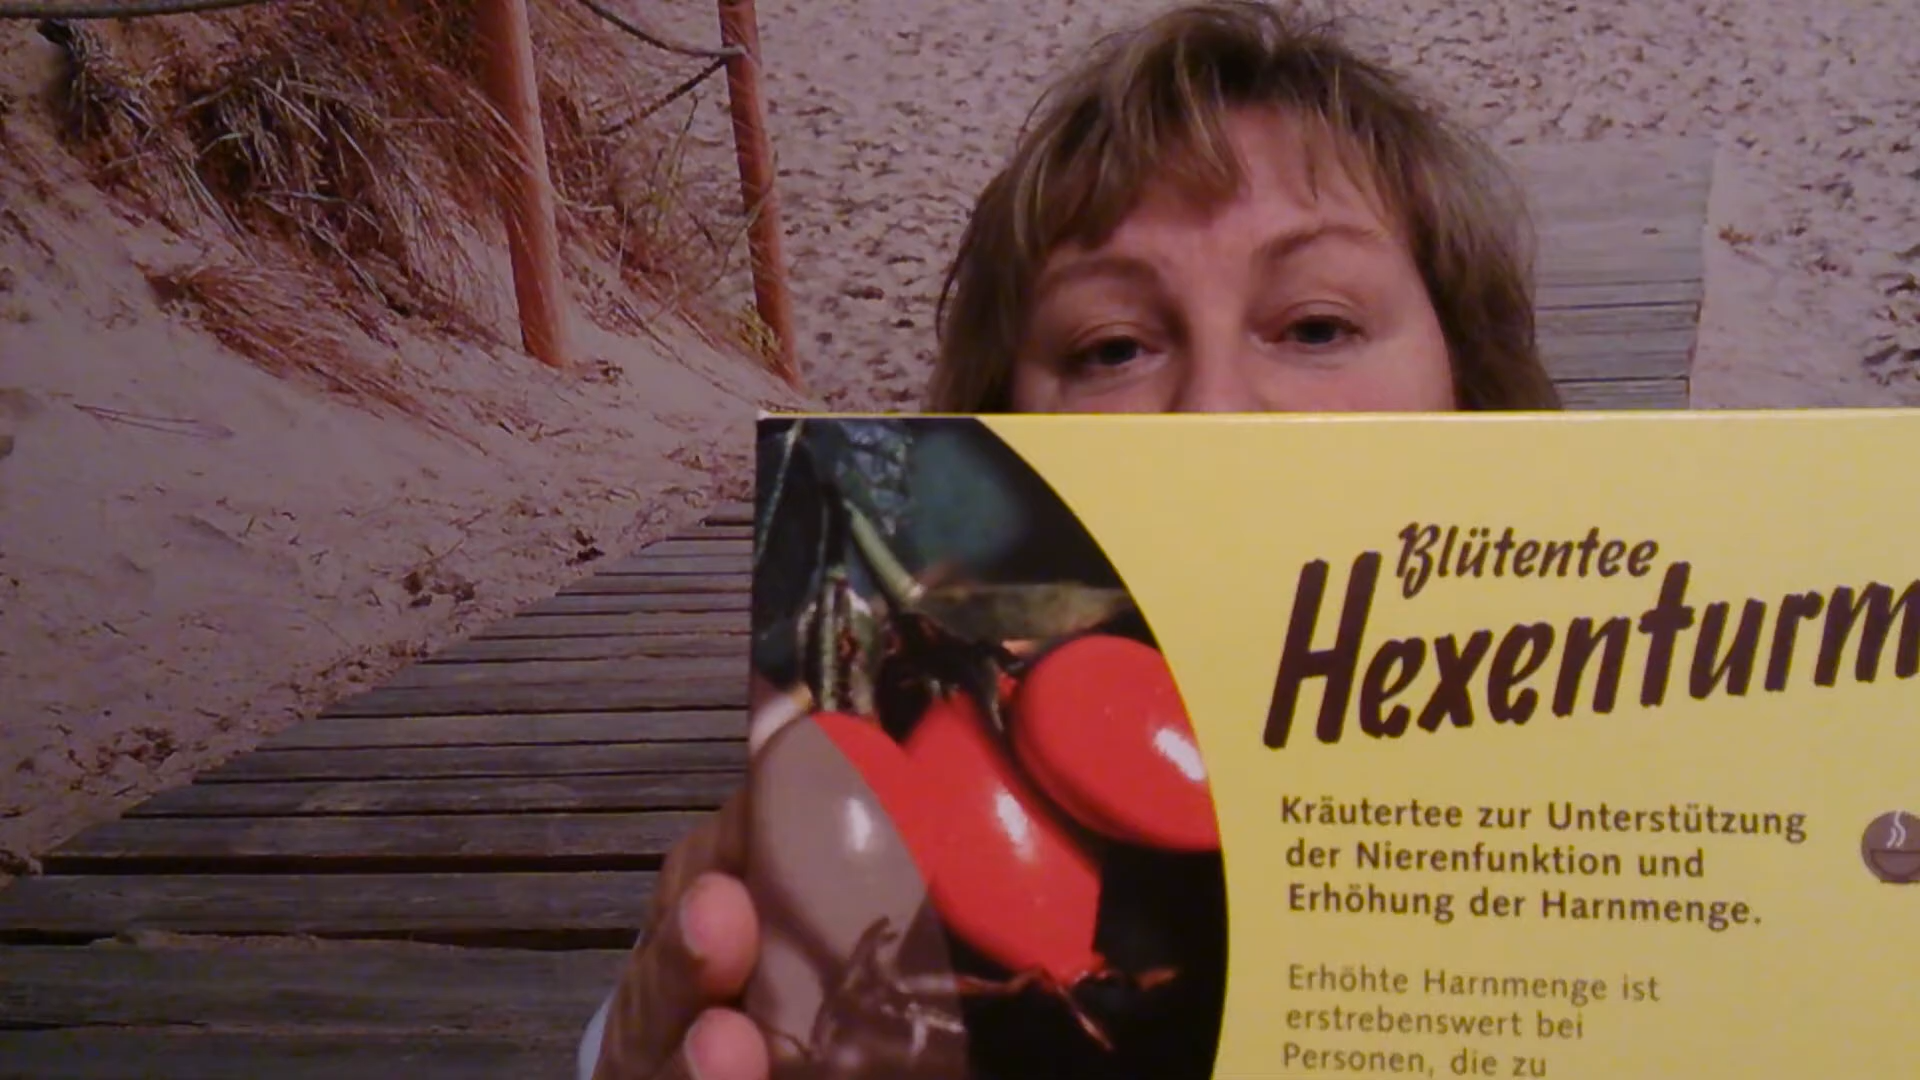 Blütentee
Hexenturm
Kräutertee zur Unterstützung
der Nierenfunktion und
Erhöhung der Harnmenge.
Erhöhte Harnmenge ist
erstrebenswert bei
Personen, die zu